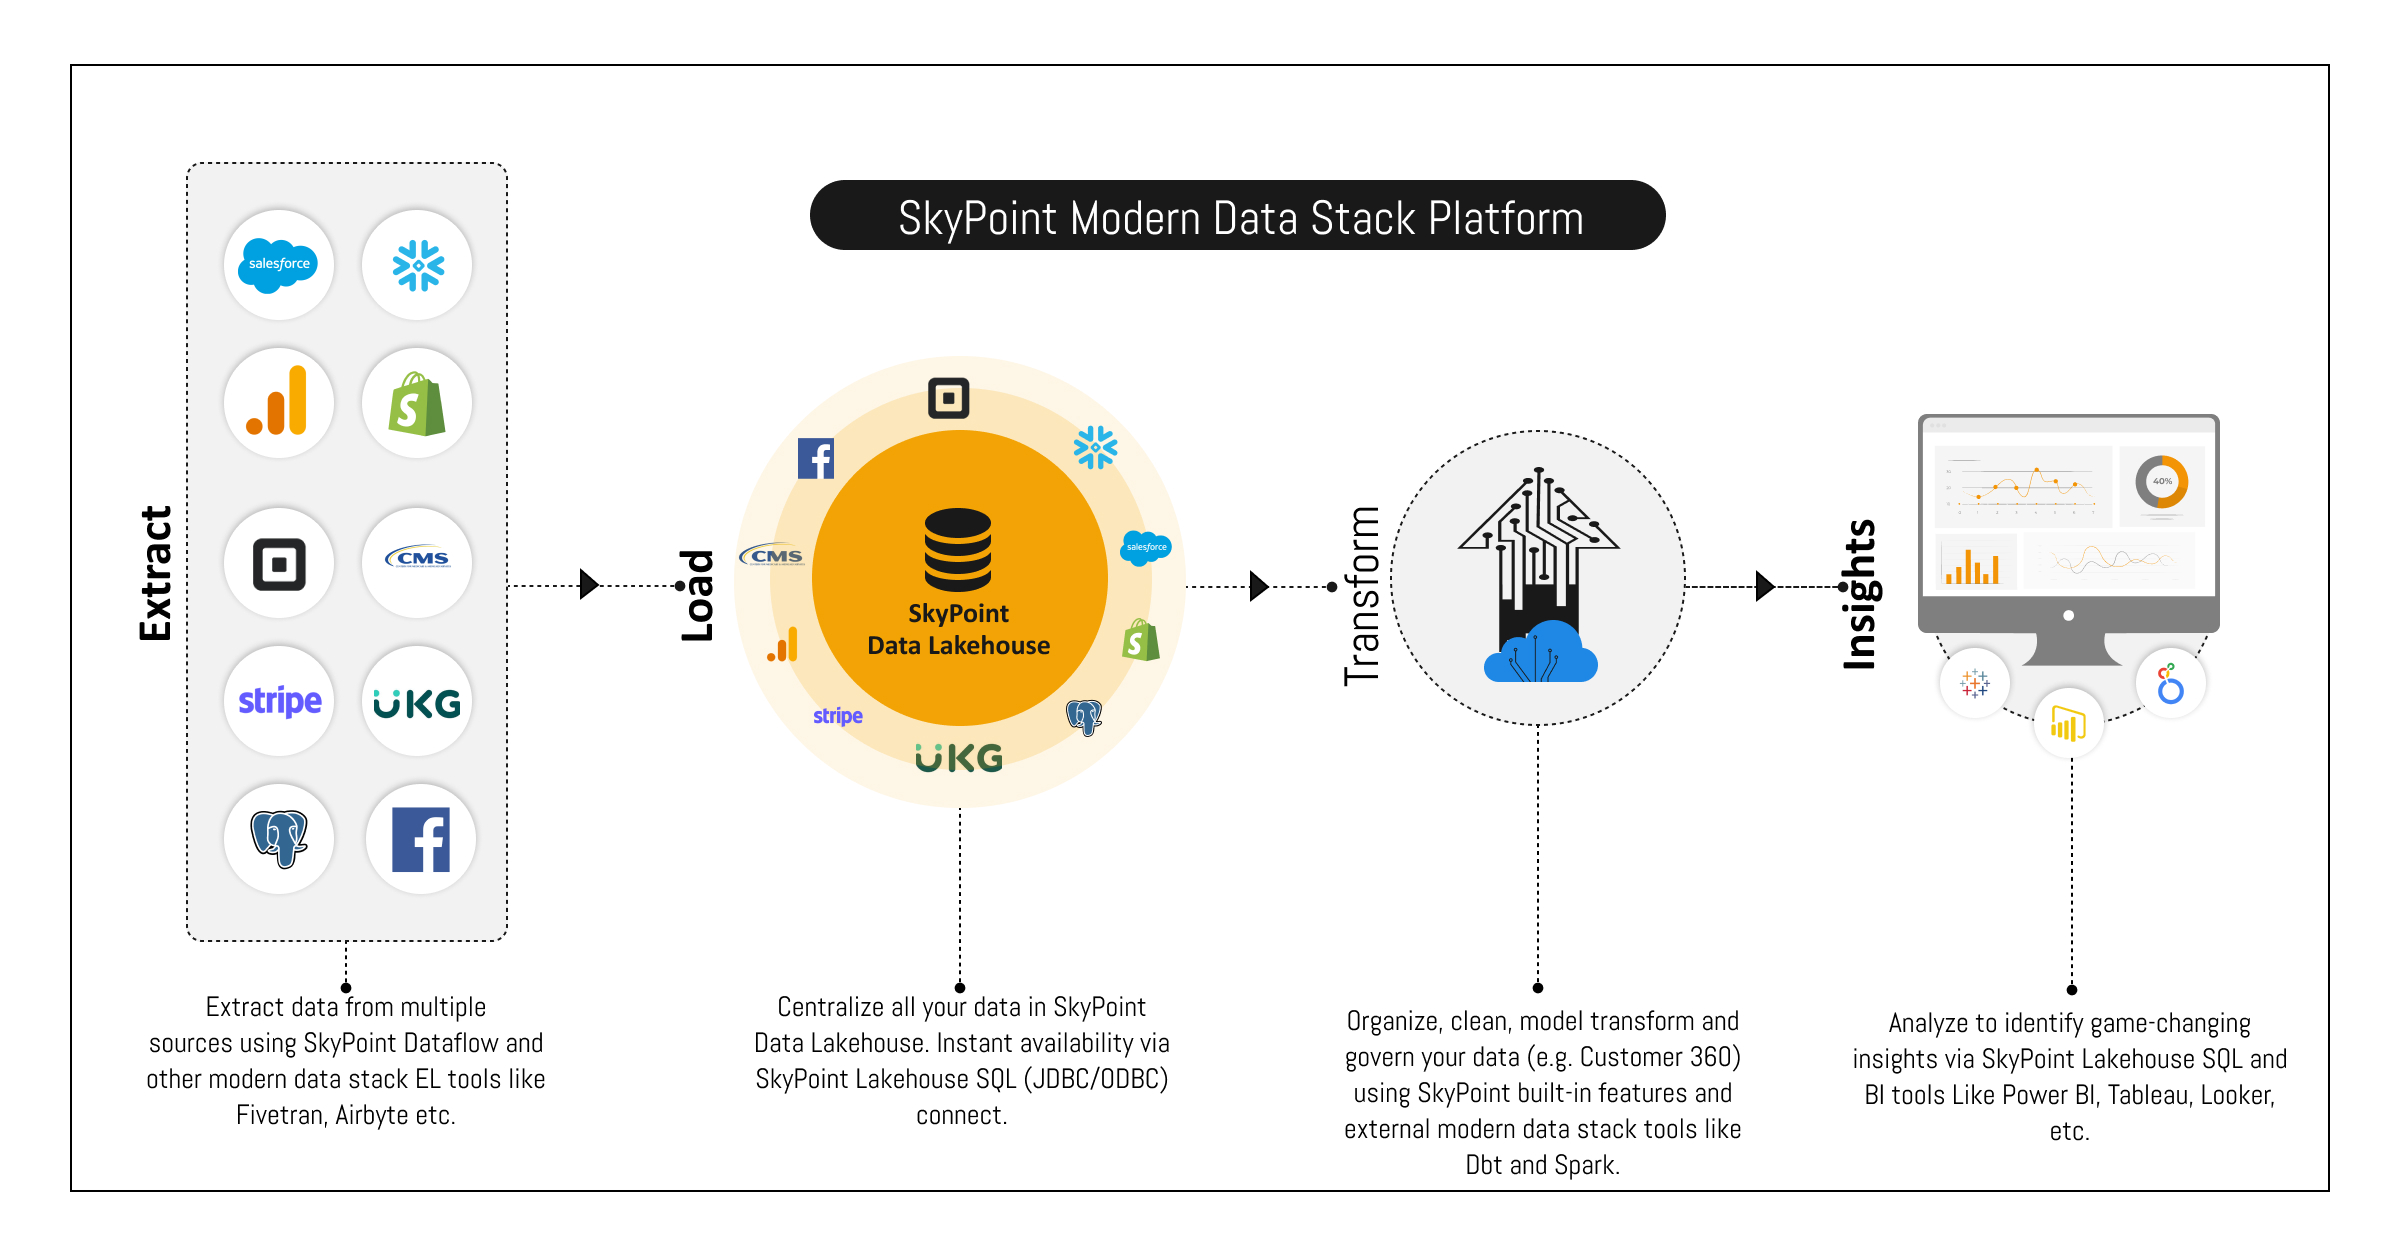 SkyPoint Modern Data Stack Platform
Extract
salesforce
CMS
stripe
UKG
Extract data from multiple
sources using SkyPoint Dataflow and
other modern data stack EL tools like
Fivetran, Airbyte etc.
Load
CMS
salesforce
stripe
UKG
SkyPoint
Data Lakehouse
Centralize all your data in SkyPoint
Data Lakehouse. Instant availability via
SkyPoint Lakehouse SQL (JDBC/ODBC)
connect.
Transform
Organize, clean, model transform and
govern your data (e.g. Customer 360)
using SkyPoint built-in features and
external modern data stack tools like
Dbt and Spark.
Insights
40%
Analyze to identify game-changing
insights via SkyPoint Lakehouse SQL and
BI tools Like Power BI, Tableau, Looker,
etc.